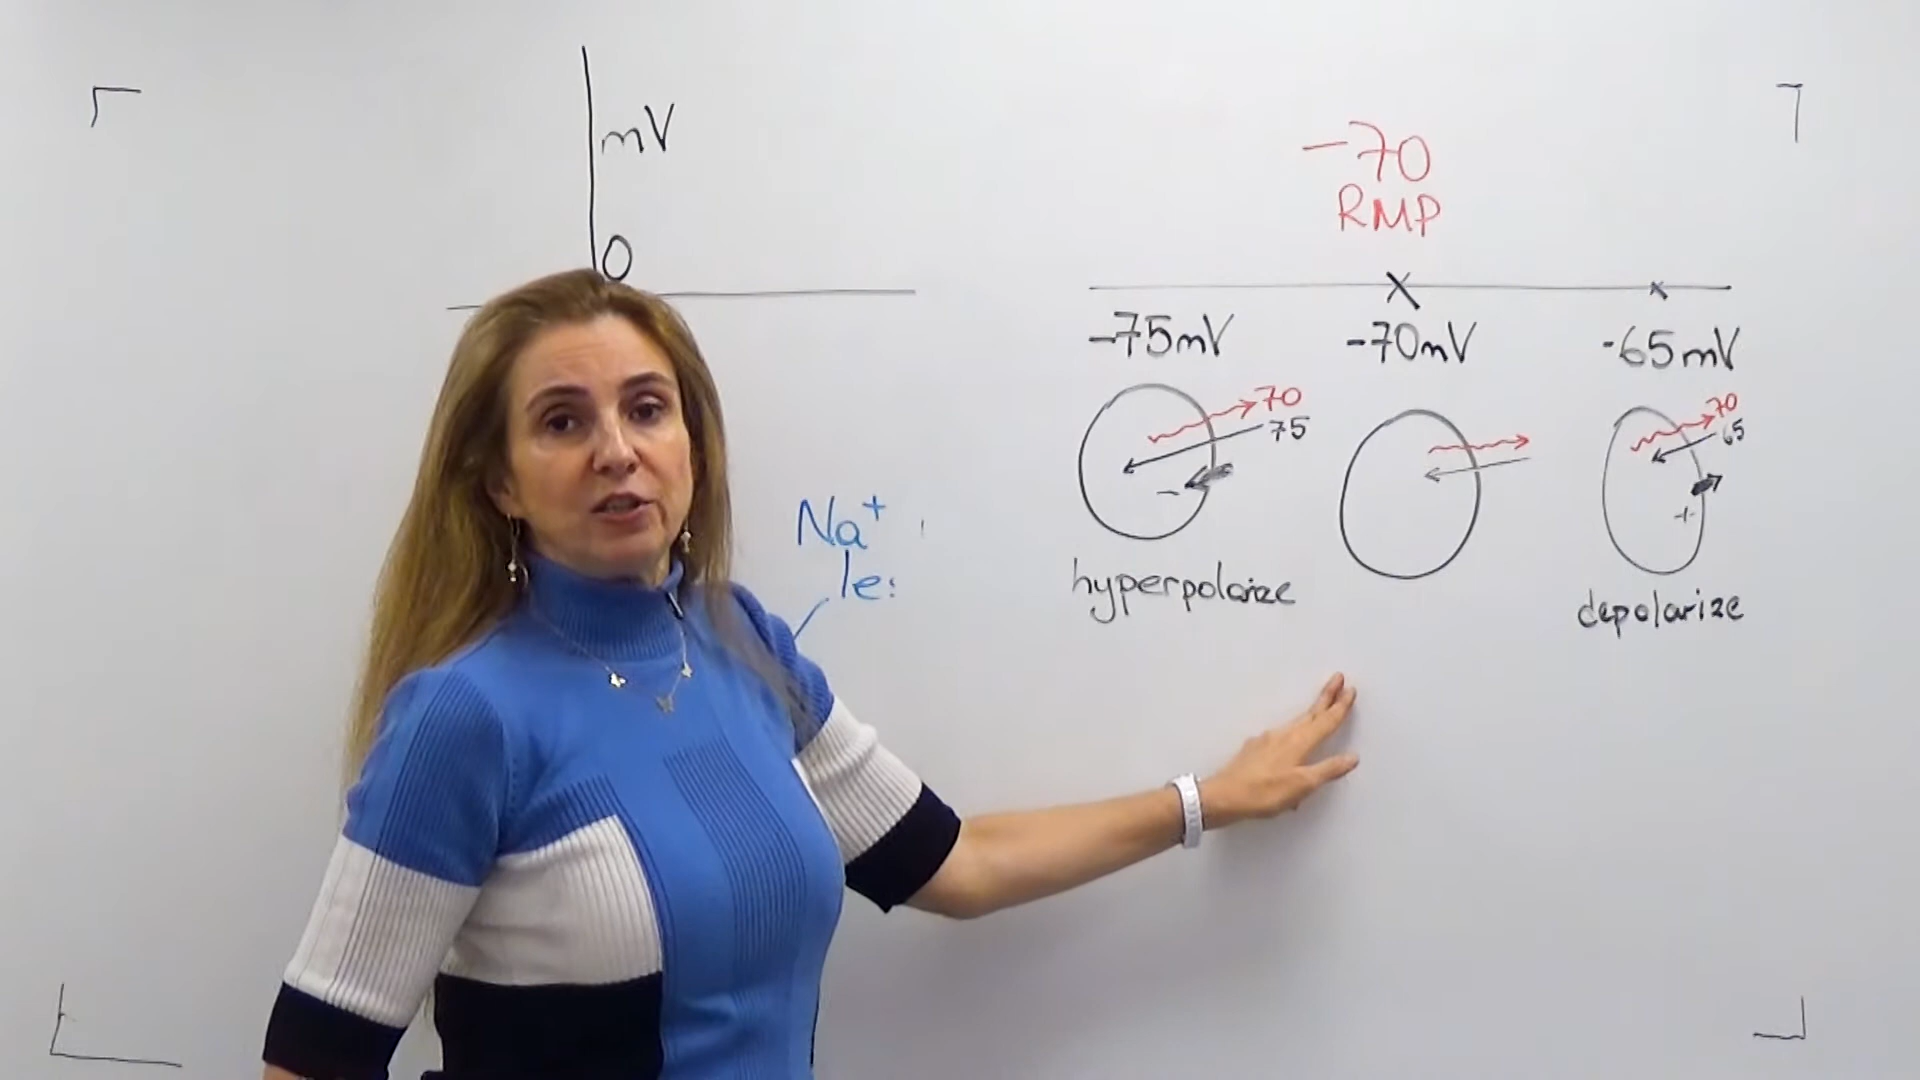 mV
0
Na+
-70
RMP
-75mV
-70mV
-65mV
70
75
-
70
65
+
hyperpolarize
depolarize